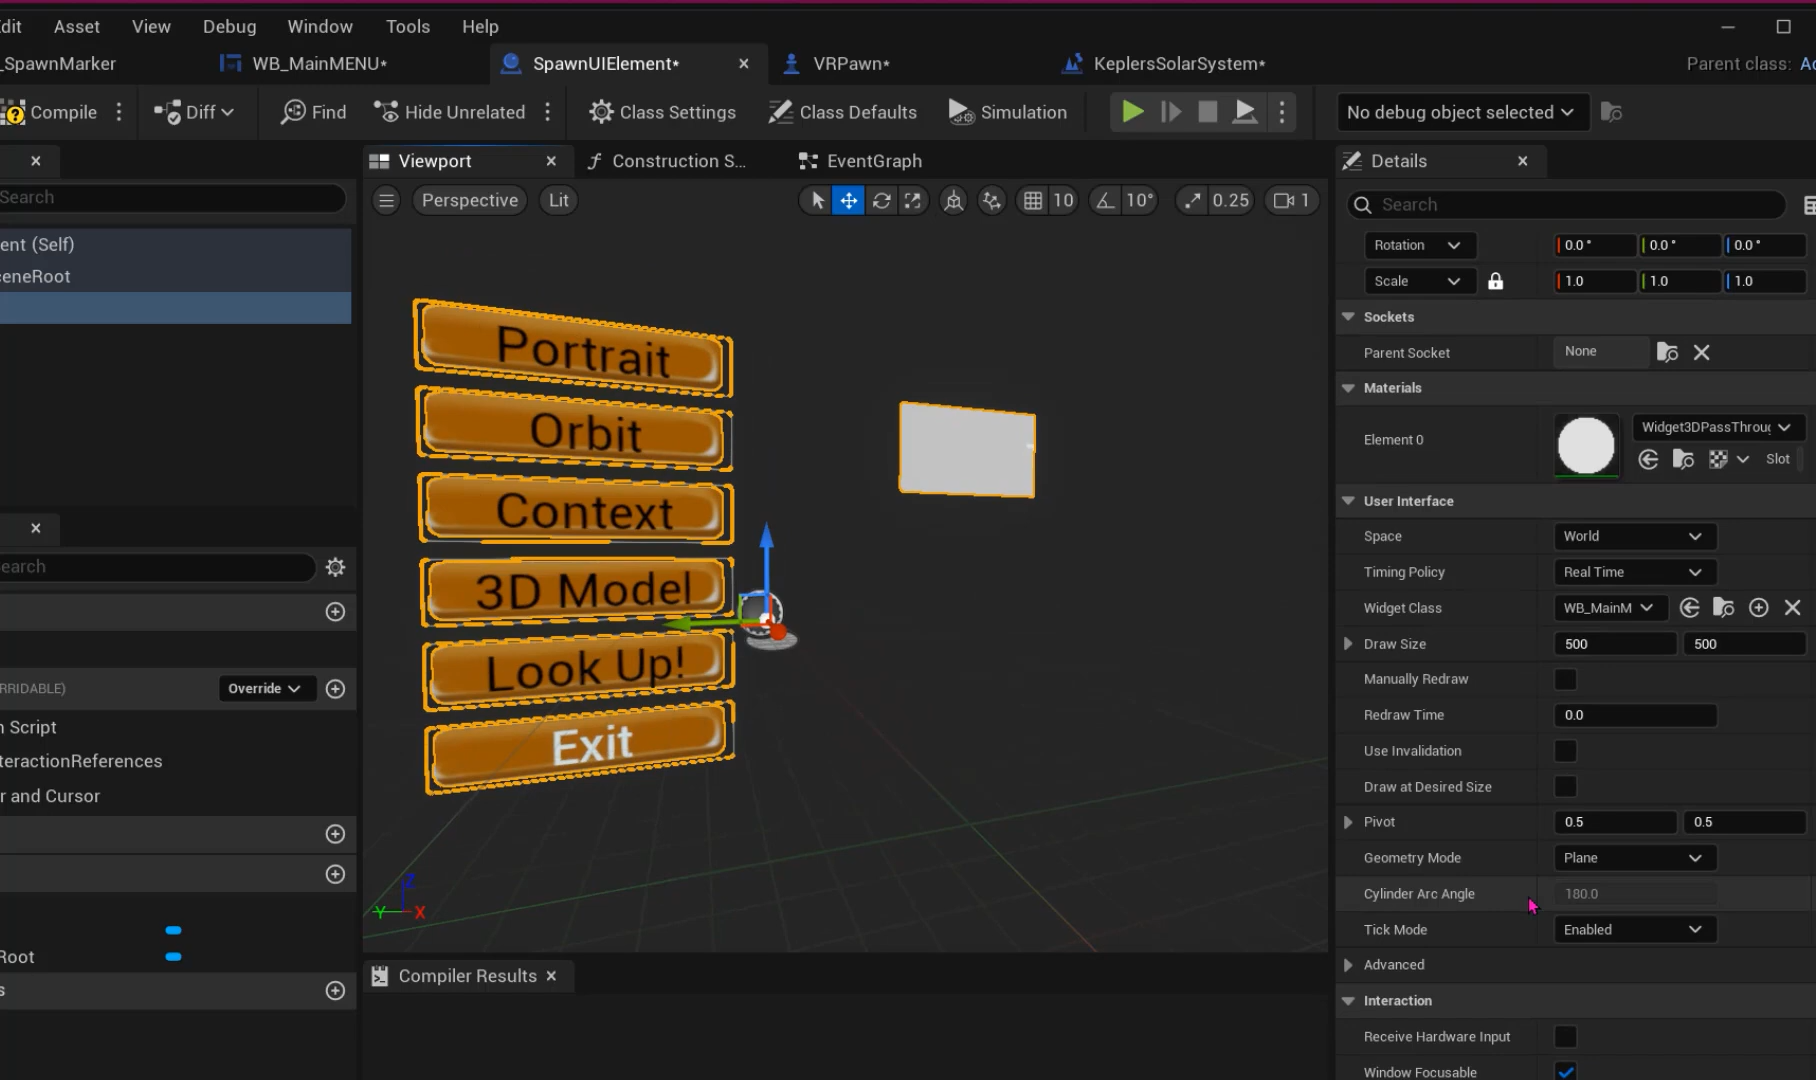 dit Asset View Debug Window Tools Help
_SpawnMarker WB_MainMENU* SpawnUIElement* VRPawn* KeplersSolarSystem* Parent class: Ac
Compile Diff Find Hide Unrelated Class Settings Class Defaults Simulation No debug object selected
Viewport Construction S... EventGraph Details
Search
Perspective Lit 10 10° 0.25 1
Search
ent (Self)
ceneRoot
Rotation 0.0 ° 0.0 ° 0.0 °
Scale 1.0 1.0 1.0
Sockets
Parent Socket None
Materials
Element 0 Widget3DPassThroug
Slot
User Interface
Space World
Timing Policy Real Time
Widget Class WB_MainM
Draw Size 500 500
Manually Redraw
Redraw Time 0.0
Use Invalidation
Draw at Desired Size
Pivot 0.5 0.5
Geometry Mode Plane
Cylinder Arc Angle 180.0
Tick Mode Enabled
Advanced
Interaction
Receive Hardware Input
Window Focusable
Portrait
Orbit
Context
3D Model
Look Up!
Exit
Z
Y X
earch
RRIDABLE) Override
n Script
teractionReferences
r and Cursor
Root
s
Compiler Results